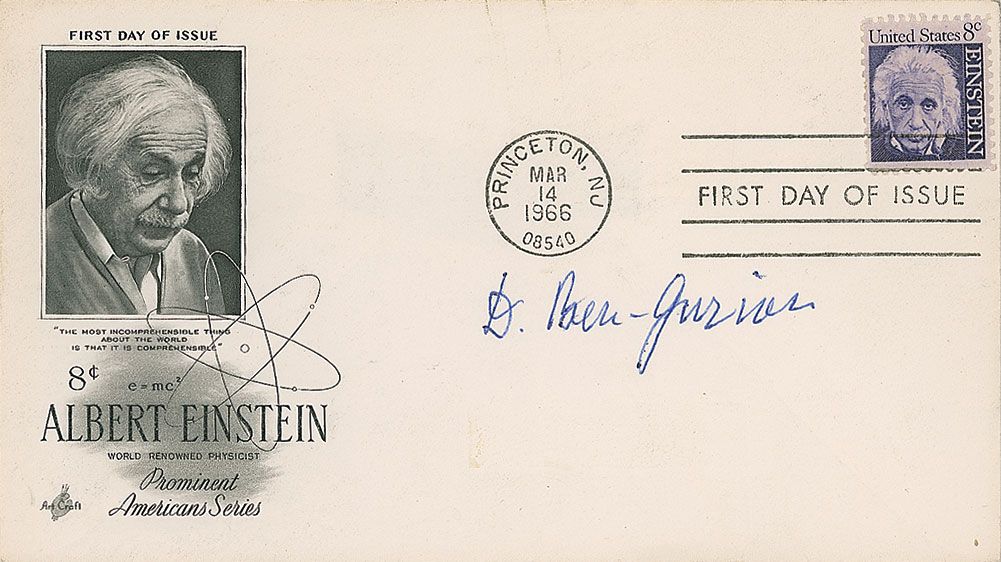 FIRST DAY OF ISSUE
"THE MOST INCOMPREHENSIBLE THING
ABOUT THE WORLD
IS THAT IT IS COMPREHENSIBLE"
8¢
e=mc²
ALBERT EINSTEIN
WORLD RENOWNED PHYSICIST
Prominent
Americans Series
Art Craft
PRINCETON, NJ
MAR
14
1966
08540
United States 8c
EINSTEIN
FIRST DAY OF ISSUE
D. Ben-Gurion